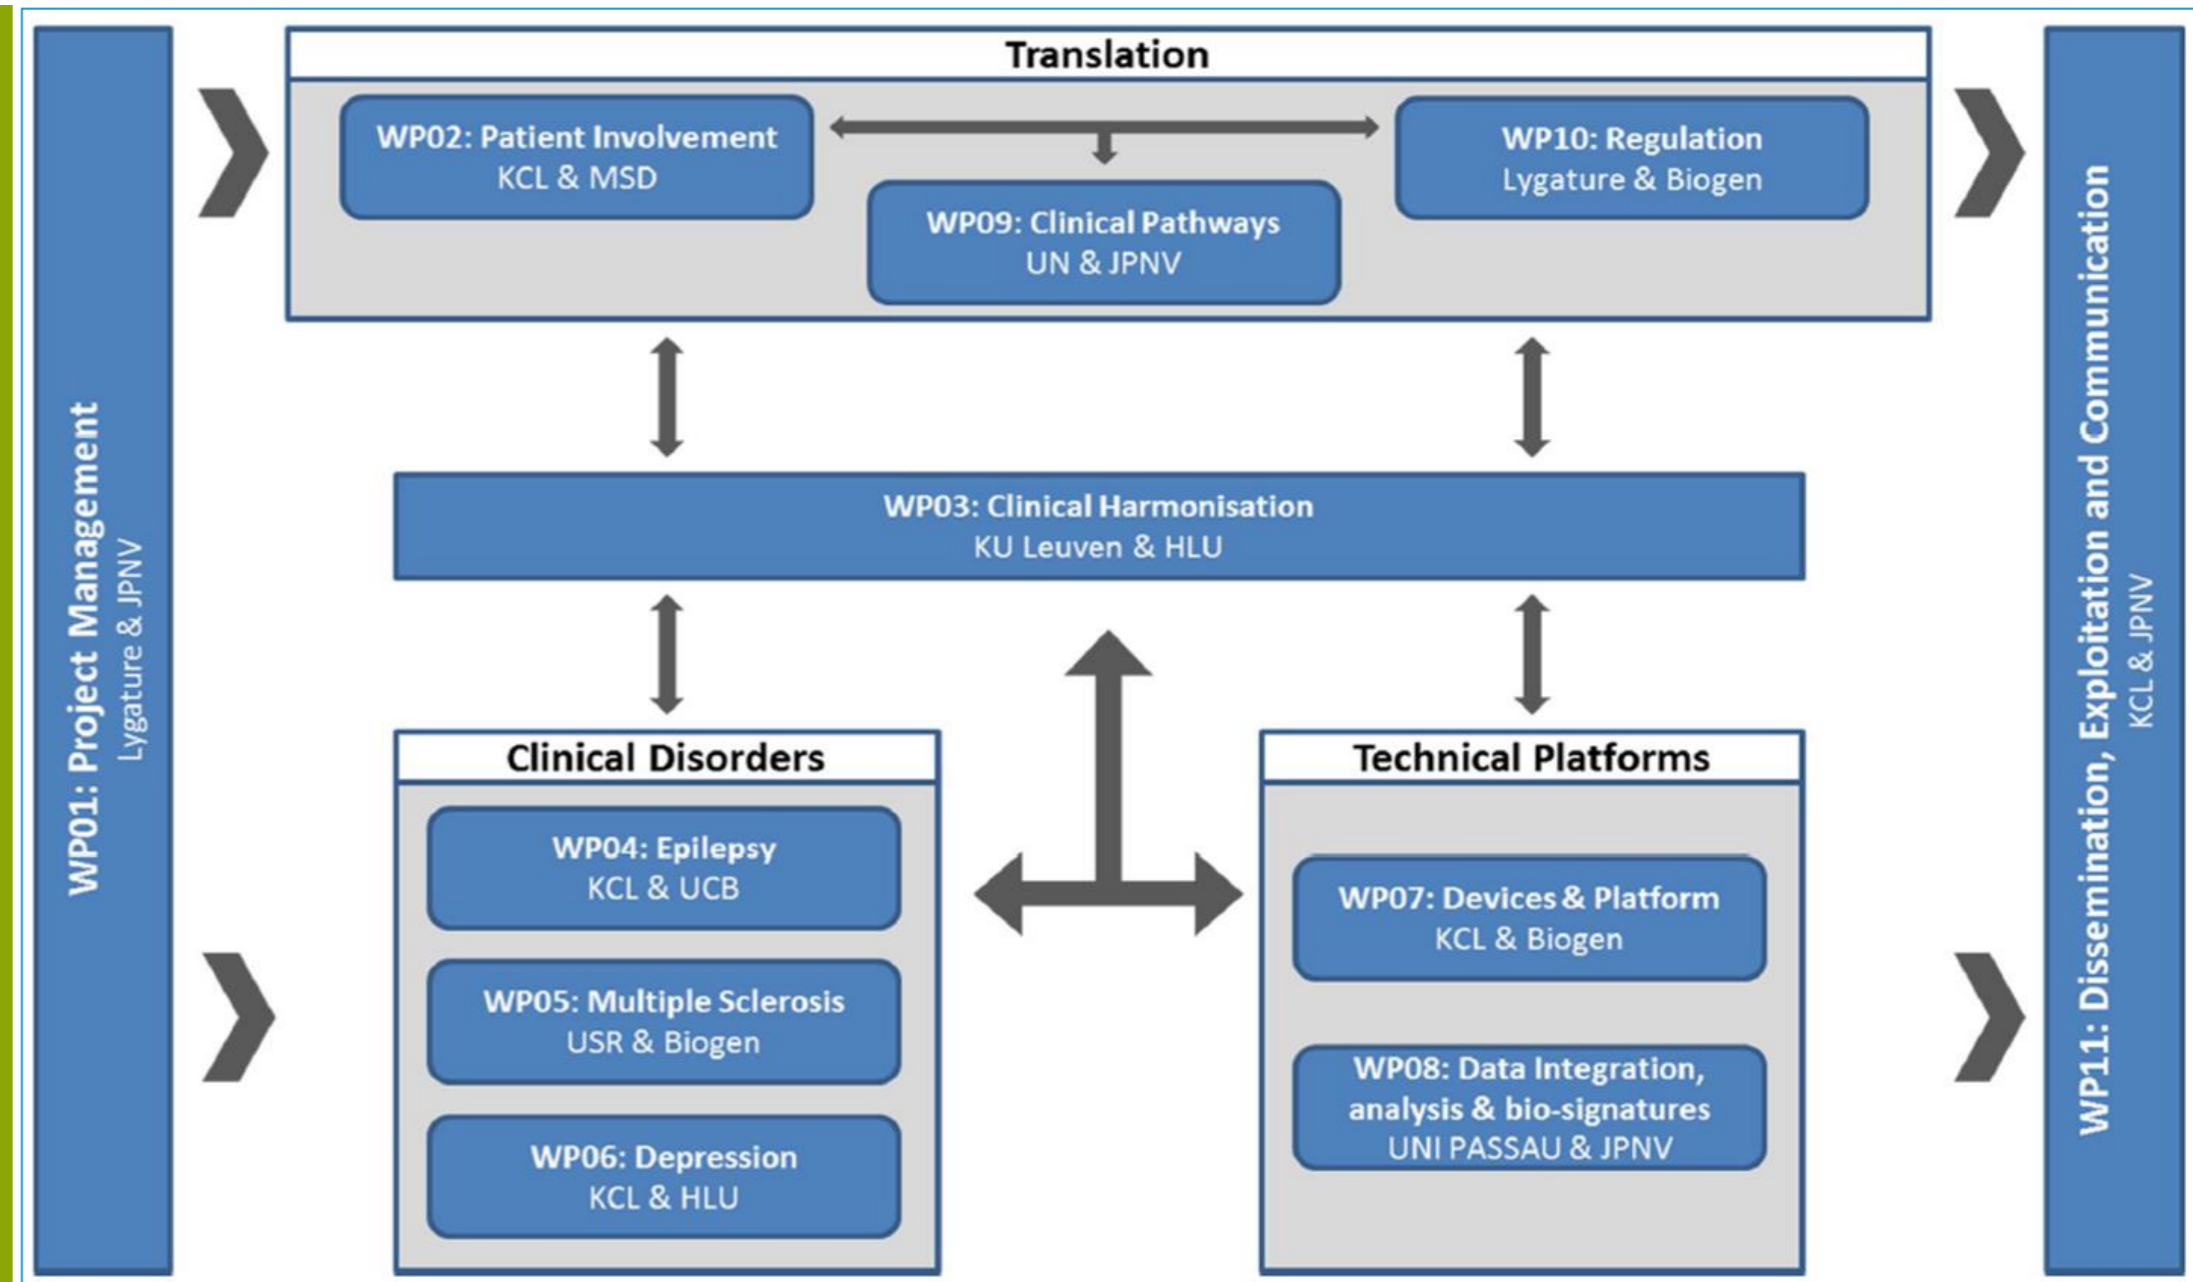 WP01: Project Management
Lygature & JPNV
Translation
WP02: Patient Involvement
KCL & MSD
WP10: Regulation
Lygature & Biogen
WP09: Clinical Pathways
UN & JPNV
WP03: Clinical Harmonisation
KU Leuven & HLU
Clinical Disorders
WP04: Epilepsy
KCL & UCB
WP05: Multiple Sclerosis
USR & Biogen
WP06: Depression
KCL & HLU
Technical Platforms
WP07: Devices & Platform
KCL & Biogen
WP08: Data Integration,
analysis & bio-signatures
UNI PASSAU & JPNV
WP11: Dissemination, Exploitation and Communication
KCL & JPNV